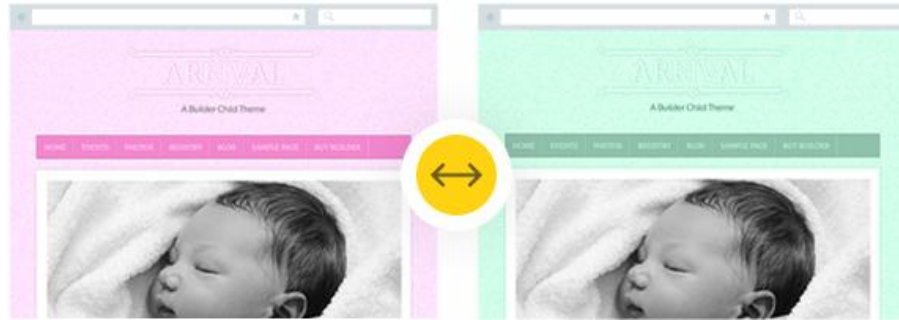 ARRIVAL
A Builder Child Theme
HOME EVENTS PHOTOS REGISTRY BLOG SAMPLE PAGE BUY BUILDER
ARRIVAL
A Builder Child Theme
HOME EVENTS PHOTOS REGISTRY BLOG SAMPLE PAGE BUY BUILDER